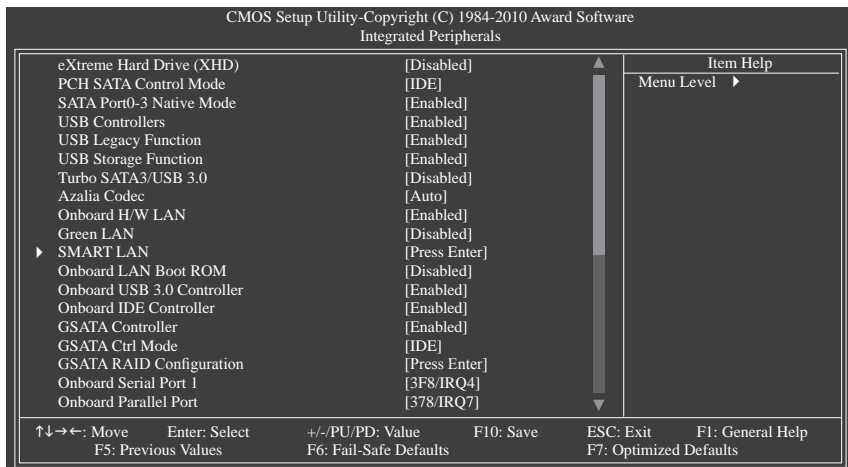 CMOS Setup Utility-Copyright (C) 1984-2010 Award Software
Integrated Peripherals
eXtreme Hard Drive (XHD) [Disabled]
PCH SATA Control Mode [IDE]
SATA Port0-3 Native Mode [Enabled]
USB Controllers [Enabled]
USB Legacy Function [Enabled]
USB Storage Function [Enabled]
Turbo SATA3/USB 3.0 [Disabled]
Azalia Codec [Auto]
Onboard H/W LAN [Enabled]
Green LAN [Disabled]
SMART LAN [Press Enter]
Onboard LAN Boot ROM [Disabled]
Onboard USB 3.0 Controller [Enabled]
Onboard IDE Controller [Enabled]
GSATA Controller [Enabled]
GSATA Ctrl Mode [IDE]
GSATA RAID Configuration [Press Enter]
Onboard Serial Port 1 [3F8/IRQ4]
Onboard Parallel Port [378/IRQ7]
Item Help
Menu Level
↑↓→←: Move Enter: Select +/-/PU/PD: Value F10: Save ESC: Exit F1: General Help
F5: Previous Values F6: Fail-Safe Defaults F7: Optimized Defaults